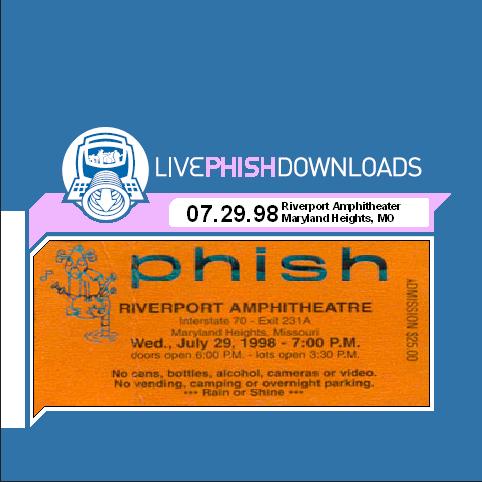 LIVEPHISHDOWNLOADS
07.29.98 Riverport Amphitheater
Maryland Heights, MO
phish
RIVERPORT AMPHITHEATRE
Interstate 70 - Exit 231A
Maryland Heights, Missouri
Wed., July 29, 1998 - 7:00 P.M.
doors open 6:00 P.M. - lots open 3:30 P.M.
No cans, bottles, alcohol, cameras or video.
No vending, camping or overnight parking.
*** Rain or Shine ***
ADMISSION $25.00